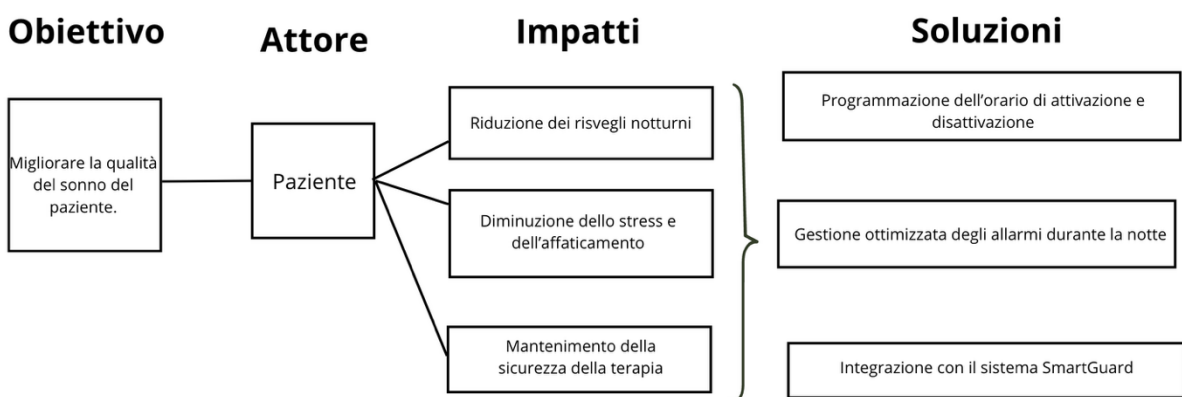 Obiettivo
Attore
Impatti
Soluzioni
Migliorare la qualità
del sonno del
paziente.
Paziente
Riduzione dei risvegli notturni
Diminuzione dello stress e
dell'affaticamento
Mantenimento della
sicurezza della terapia
Programmazione dell'orario di attivazione e
disattivazione
Gestione ottimizzata degli allarmi durante la notte
Integrazione con il sistema SmartGuard